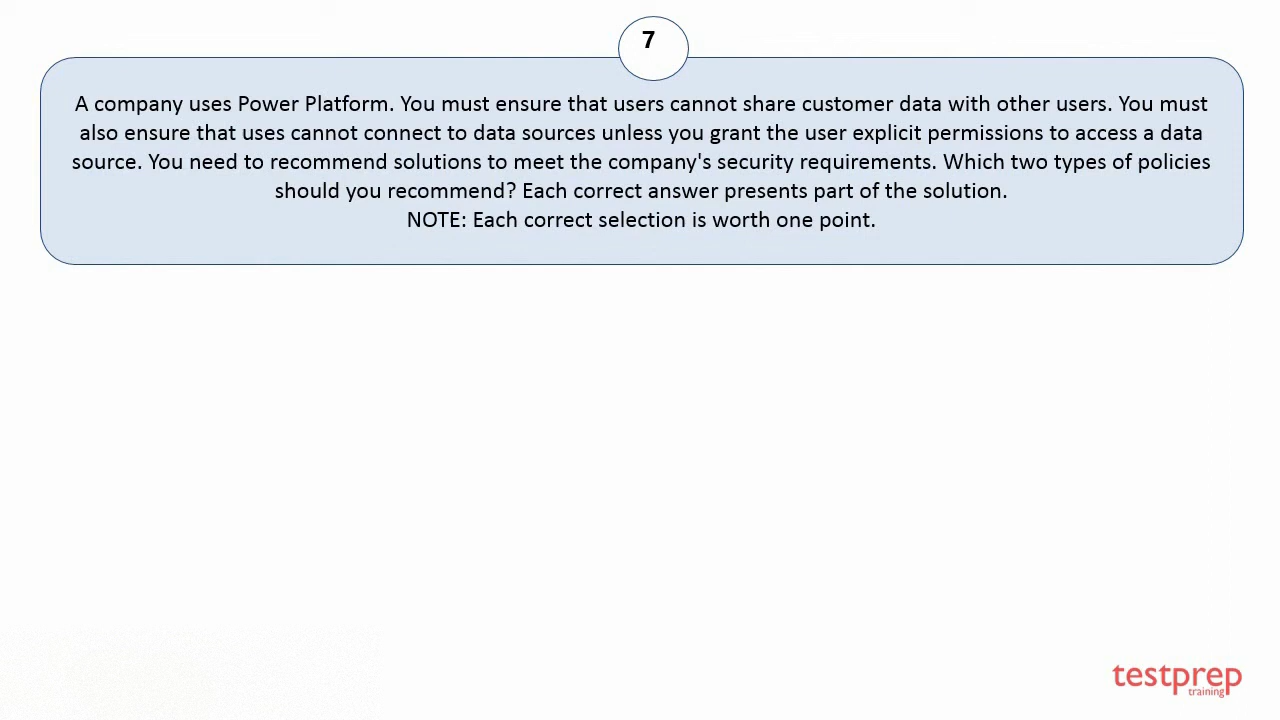 7
A company uses Power Platform. You must ensure that users cannot share customer data with other users. You must
also ensure that uses cannot connect to data sources unless you grant the user explicit permissions to access a data
source. You need to recommend solutions to meet the company's security requirements. Which two types of policies
should you recommend? Each correct answer presents part of the solution.
NOTE: Each correct selection is worth one point.
testprep
training